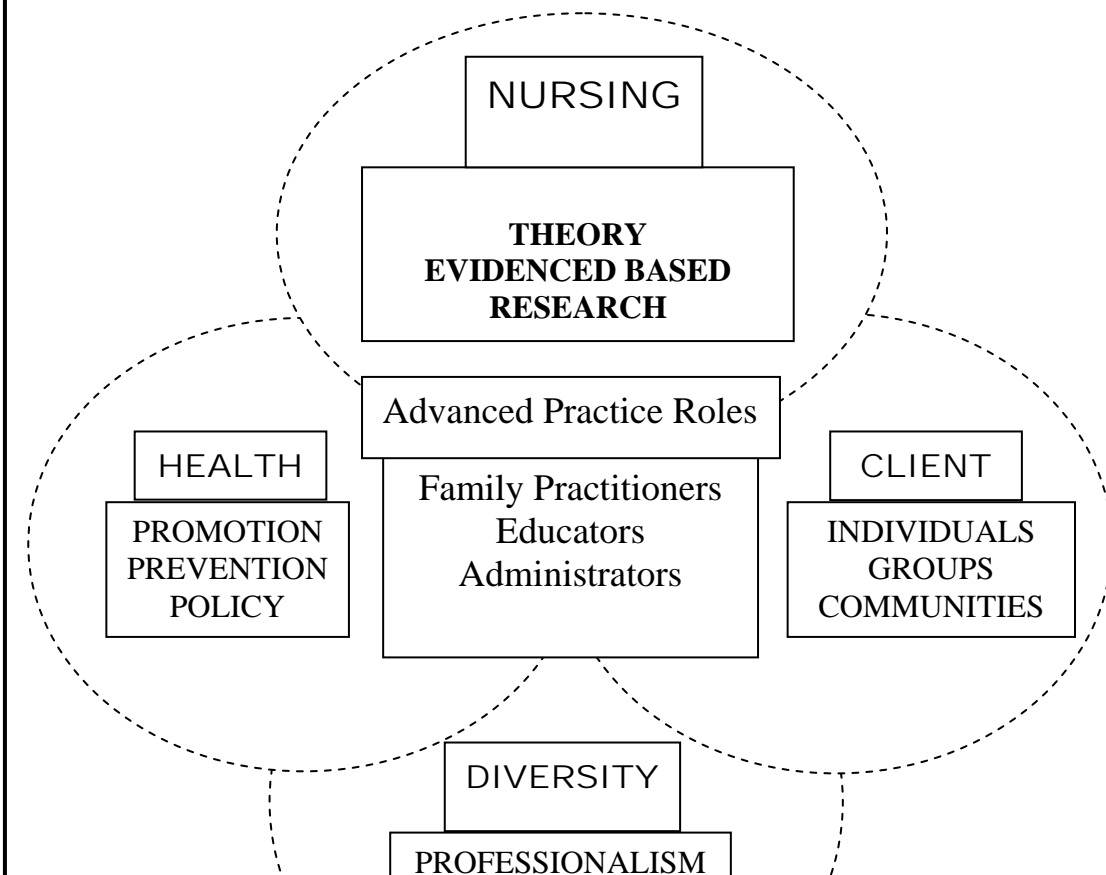 NURSING
THEORY
EVIDENCED BASED
RESEARCH
Advanced Practice Roles
Family Practitioners
Educators
Administrators
HEALTH
PROMOTION
PREVENTION
POLICY
CLIENT
INDIVIDUALS
GROUPS
COMMUNITIES
DIVERSITY
PROFESSIONALISM